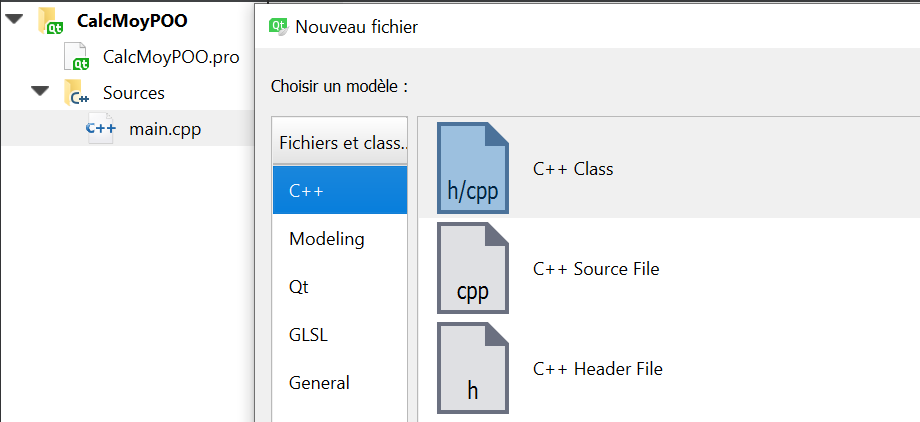 CalcMoyPOO
CalcMoyPOO.pro
Sources
main.cpp
Nouveau fichier
Choisir un modèle :
Fichiers et class..
C++
Modeling
Qt
GLSL
General
h/cpp
C++ Class
cpp
C++ Source File
h
C++ Header File